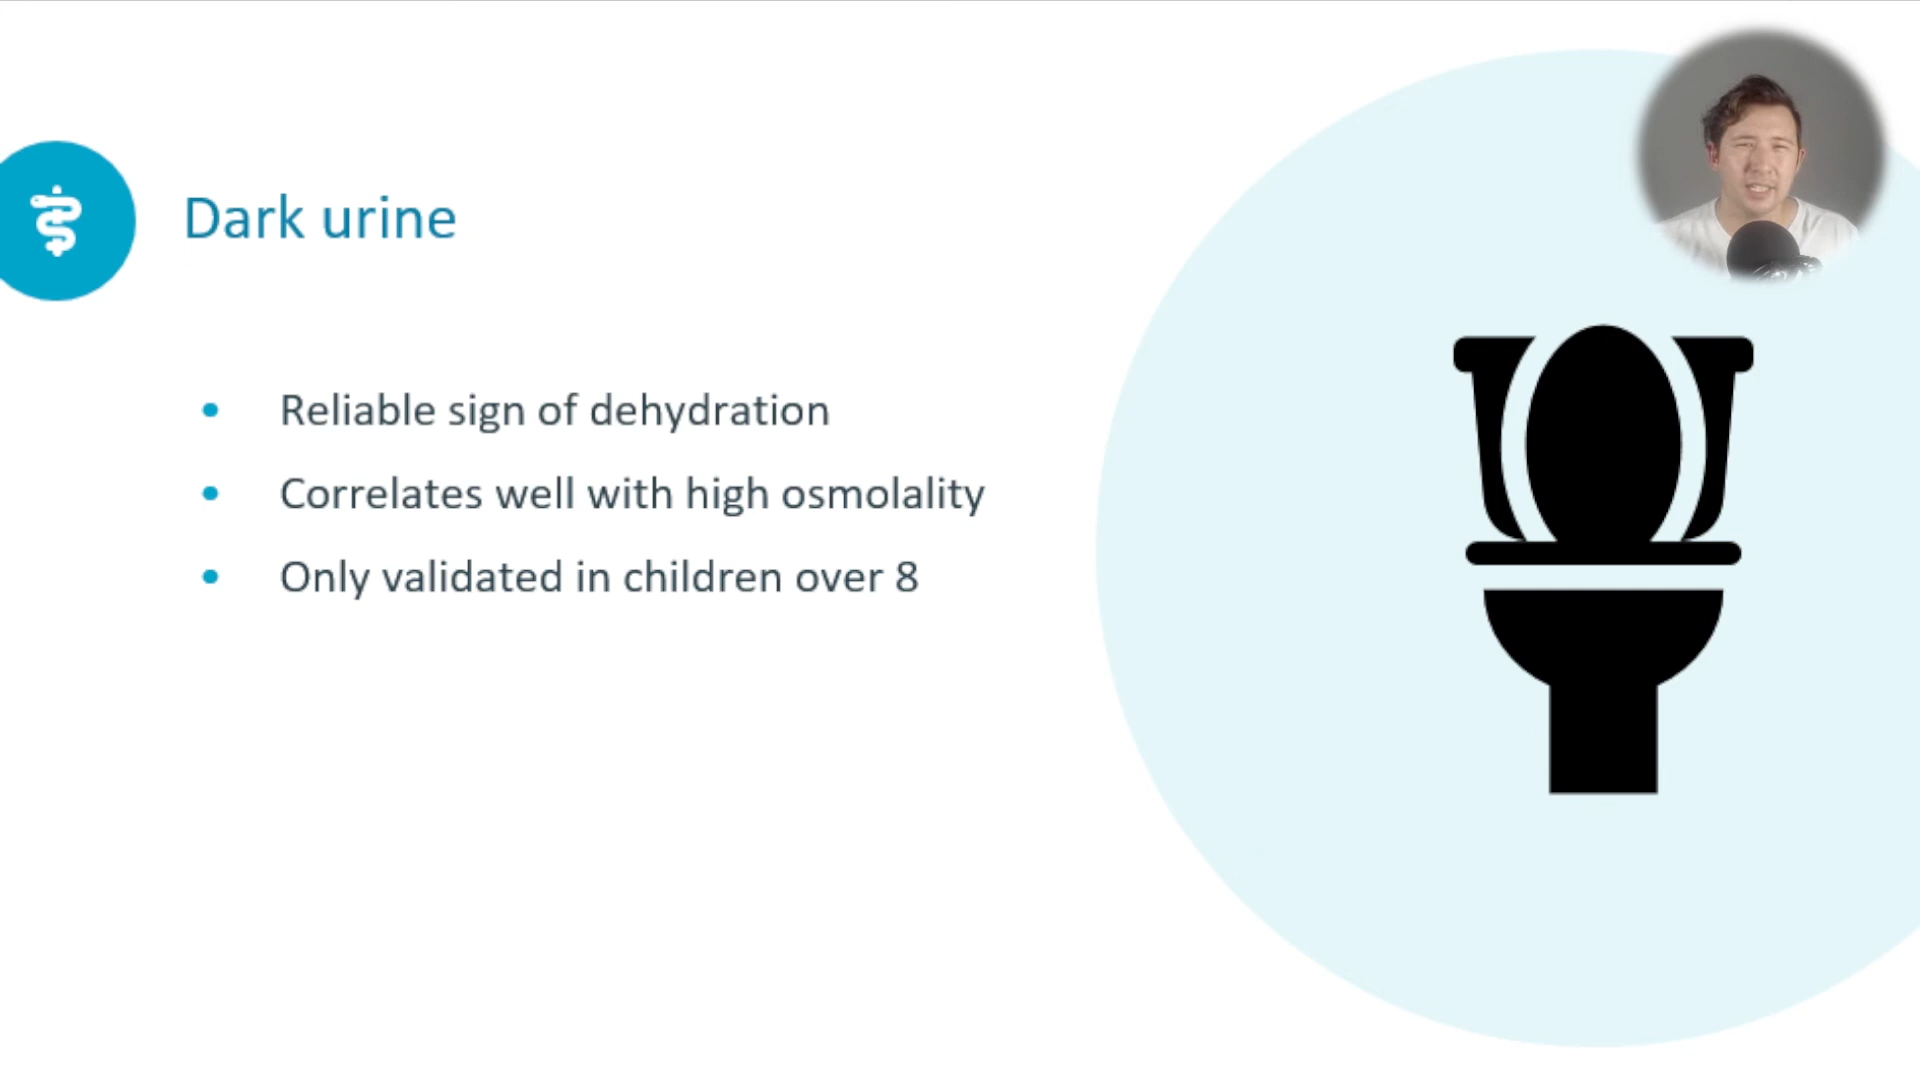 Dark urine
Reliable sign of dehydration
Correlates well with high osmolality
Only validated in children over 8